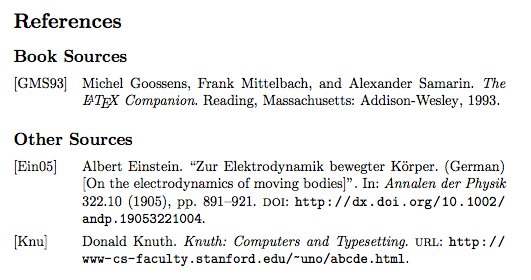 References
Book Sources
[GMS93] Michel Goossens, Frank Mittelbach, and Alexander Samarin. The
LATEX Companion. Reading, Massachusetts: Addison-Wesley, 1993.
Other Sources
[Ein05] Albert Einstein. “Zur Elektrodynamik bewegter Körper. (German)
[On the electrodynamics of moving bodies]”. In: Annalen der Physik
322.10 (1905), pp. 891–921. DOI: http://dx.doi.org/10.1002/
andp.19053221004.
[Knu] Donald Knuth. Knuth: Computers and Typesetting. URL: http://
www-cs-faculty.stanford.edu/~uno/abcde.html.